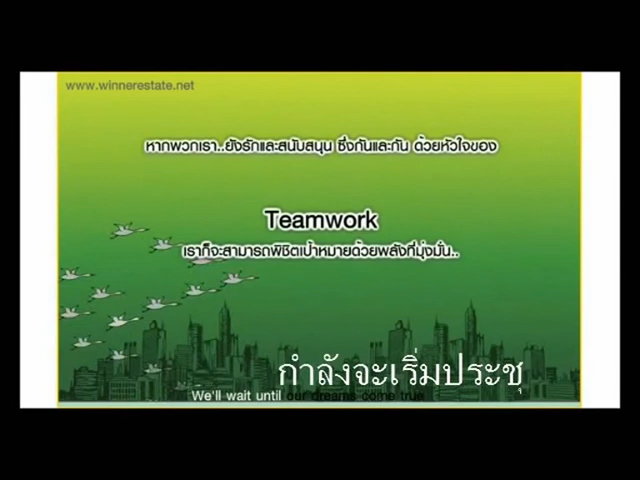 www.winnerestate.net
หากพวกเรา..ยังรักและสนับสนุน ซึ่งกันและกัน ด้วยหัวใจของ
Teamwork
เราก็จะสามารถพิชิตเป้าหมายด้วยพลังที่มุ่งมั่น..
กำลังจะเริ่มประชุ
We'll wait until our dreams come true